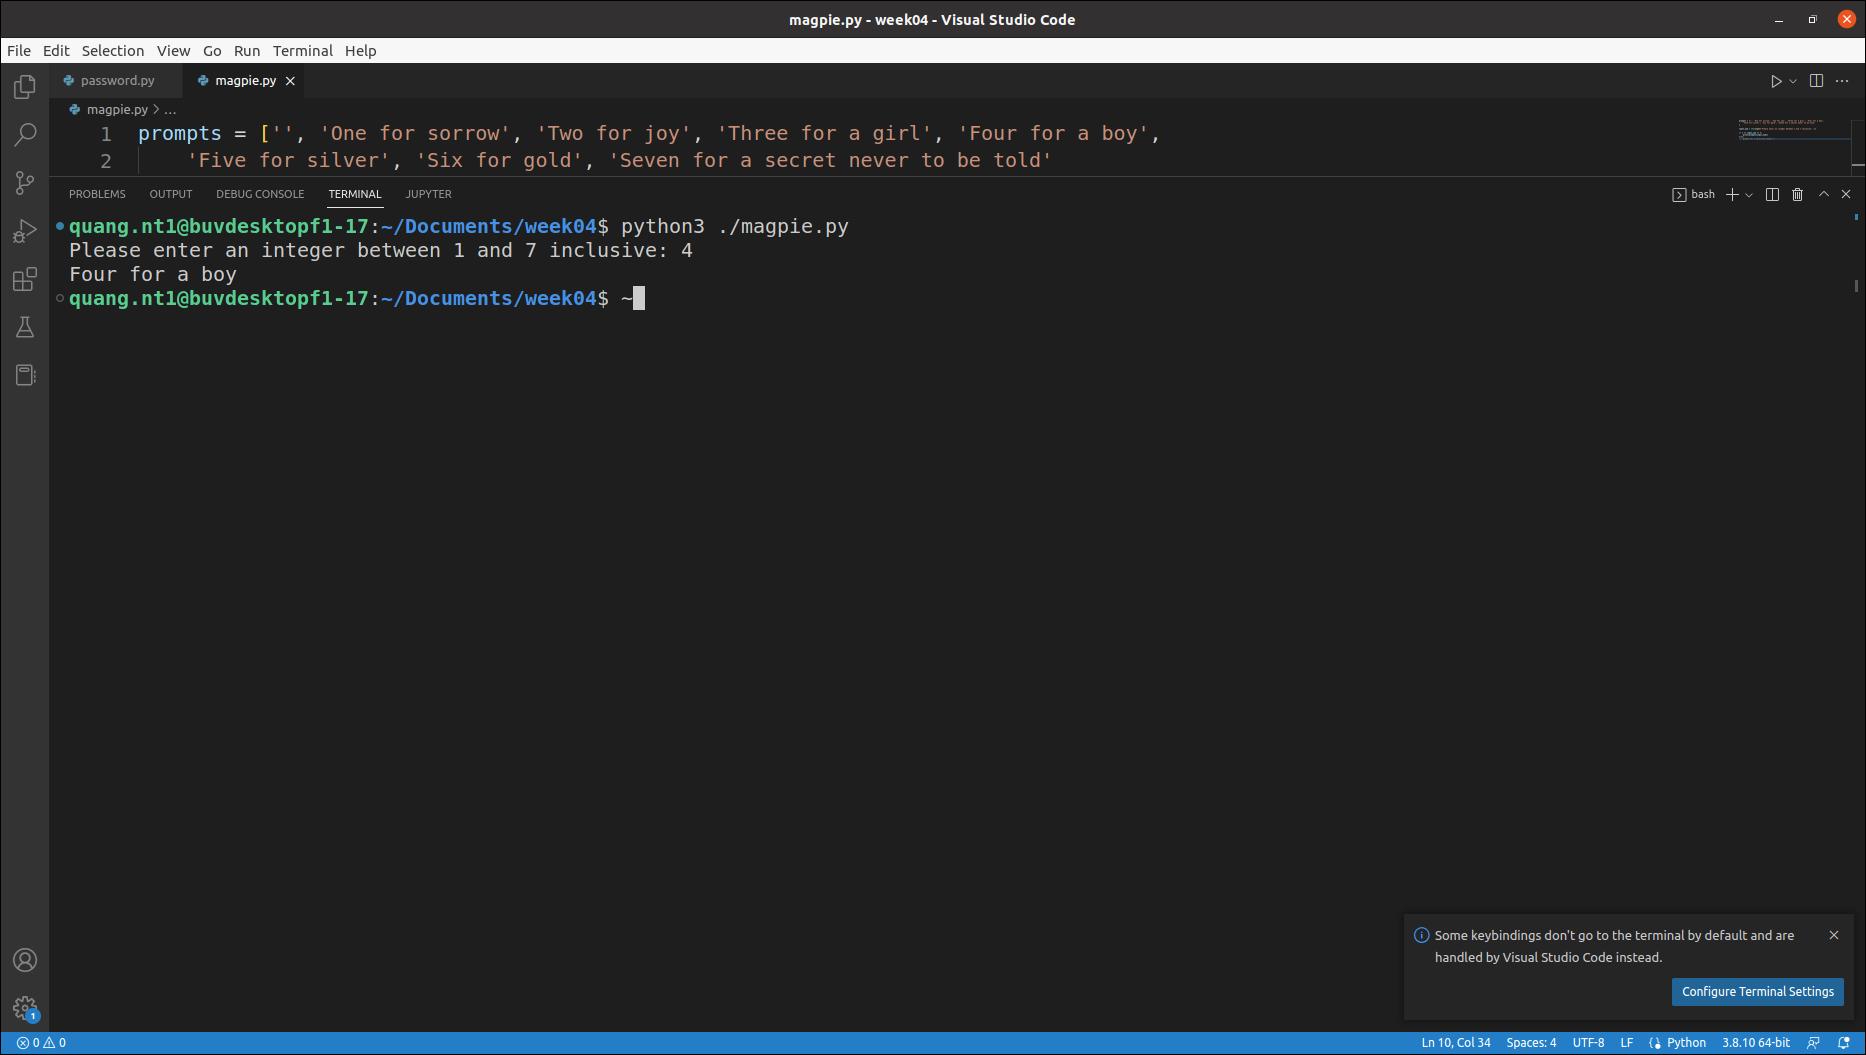 magpie.py - week04 - Visual Studio Code
File Edit Selection View Go Run Terminal Help
password.py magpie.py
magpie.py > ...
1 prompts = ['', 'One for sorrow', 'Two for joy', 'Three for a girl', 'Four for a boy',
2 'Five for silver', 'Six for gold', 'Seven for a secret never to be told'
PROBLEMS OUTPUT DEBUG CONSOLE TERMINAL JUPYTER bash
quang.nt1@buvdesktopf1-17:~/Documents/week04$ python3 ./magpie.py
Please enter an integer between 1 and 7 inclusive: 4
Four for a boy
quang.nt1@buvdesktopf1-17:~/Documents/week04$ ~
Some keybindings don't go to the terminal by default and are
handled by Visual Studio Code instead.
Configure Terminal Settings
1
0 0 Ln 10, Col 34 Spaces: 4 UTF-8 LF Python 3.8.10 64-bit